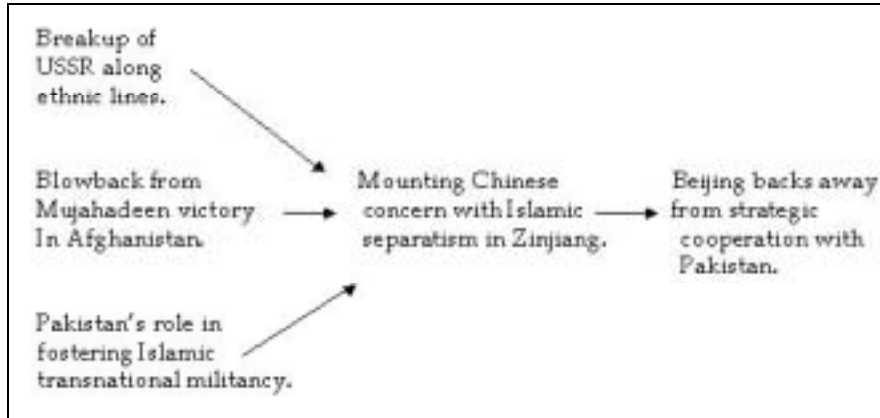 Breakup of
USSR along
ethnic lines.
Blowback from
Mujahadeen victory
In Afghanistan.
Pakistan's role in
fostering Islamic
transnational militancy.
Mounting Chinese
concern with Islamic
separatism in Zinjiang.
Beijing backs away
from strategic
cooperation with
Pakistan.